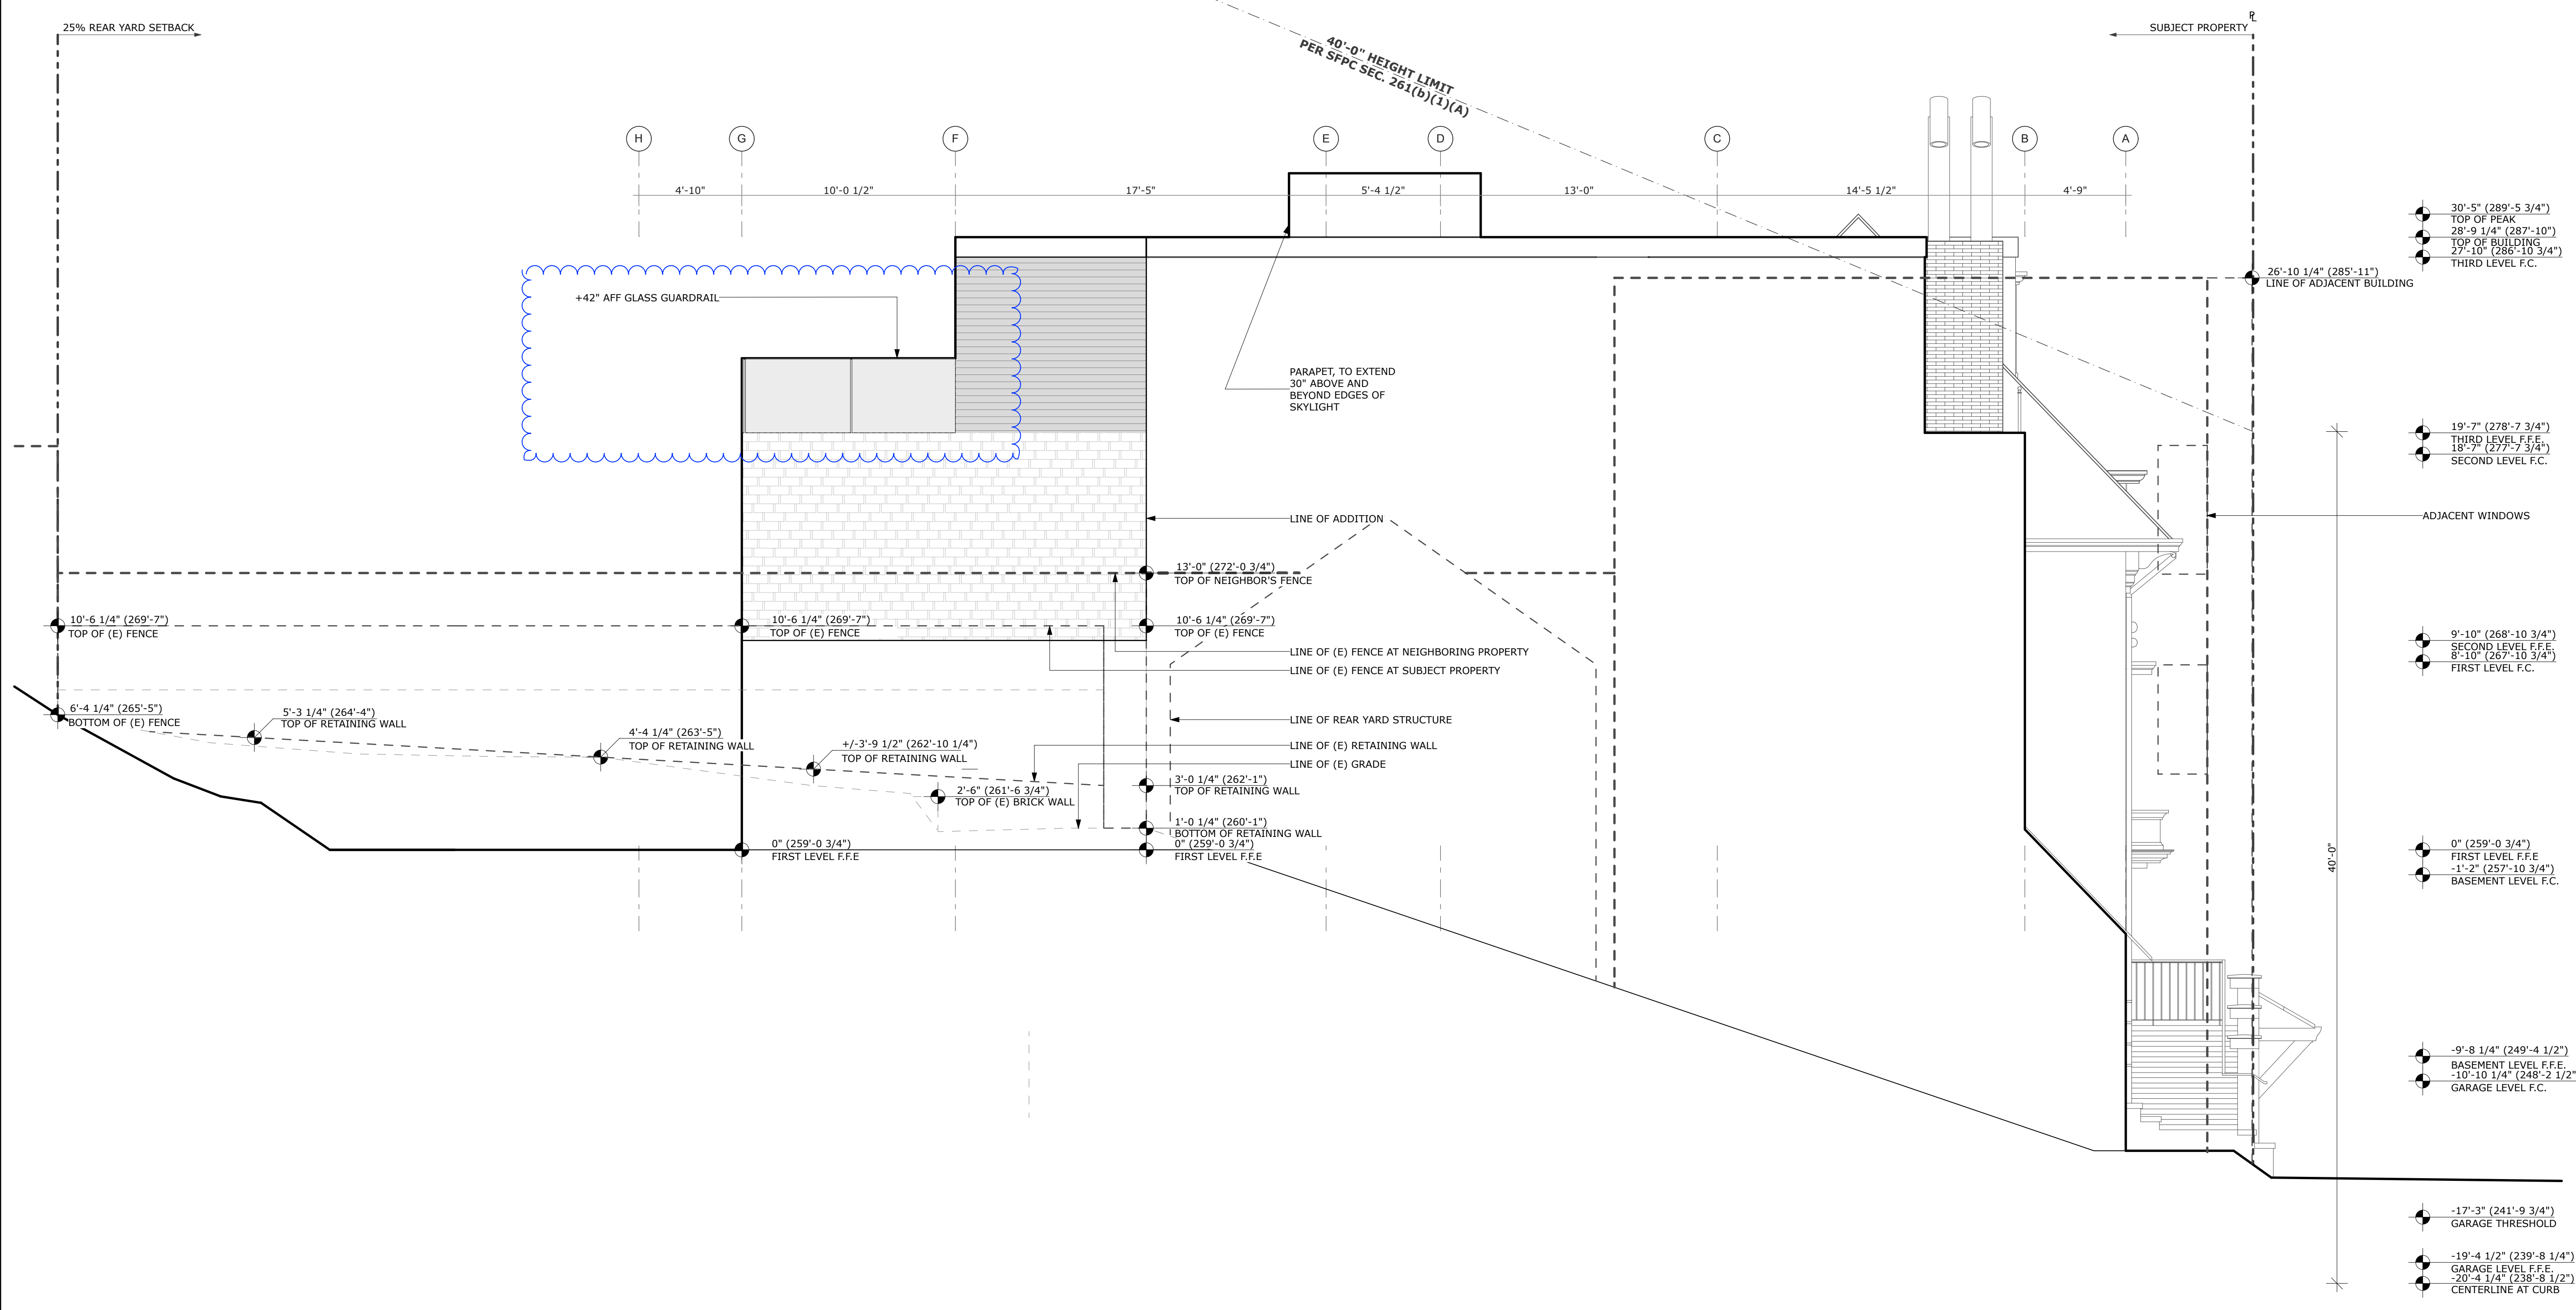 25% REAR YARD SETBACK
40'-0" HEIGHT LIMIT
PER SFPC SEC. 261(b)(1)(A)
PL
SUBJECT PROPERTY
H
G
F
E
D
C
B
A
4'-10"
10'-0 1/2"
17'-5"
5'-4 1/2"
13'-0"
14'-5 1/2"
4'-9"
30'-5" (289'-5 3/4")
TOP OF PEAK
28'-9 1/4" (287'-10")
TOP OF BUILDING
27'-10" (286'-10 3/4")
THIRD LEVEL F.C.
26'-10 1/4" (285'-11")
LINE OF ADJACENT BUILDING
+42" AFF GLASS GUARDRAIL
PARAPET, TO EXTEND
30" ABOVE AND
BEYOND EDGES OF
SKYLIGHT
19'-7" (278'-7 3/4")
THIRD LEVEL F.F.E.
18'-7" (277'-7 3/4")
SECOND LEVEL F.C.
LINE OF ADDITION
ADJACENT WINDOWS
13'-0" (272'-0 3/4")
TOP OF NEIGHBOR'S FENCE
10'-6 1/4" (269'-7")
TOP OF (E) FENCE
10'-6 1/4" (269'-7")
TOP OF (E) FENCE
10'-6 1/4" (269'-7")
TOP OF (E) FENCE
9'-10" (268'-10 3/4")
SECOND LEVEL F.F.E.
8'-10" (267'-10 3/4")
FIRST LEVEL F.C.
LINE OF (E) FENCE AT NEIGHBORING PROPERTY
LINE OF (E) FENCE AT SUBJECT PROPERTY
6'-4 1/4" (265'-5")
BOTTOM OF (E) FENCE
5'-3 1/4" (264'-4")
TOP OF RETAINING WALL
4'-4 1/4" (263'-5")
TOP OF RETAINING WALL
+/-3'-9 1/2" (262'-10 1/4")
TOP OF RETAINING WALL
LINE OF REAR YARD STRUCTURE
LINE OF (E) RETAINING WALL
LINE OF (E) GRADE
2'-6" (261'-6 3/4")
TOP OF (E) BRICK WALL
3'-0 1/4" (262'-1")
TOP OF RETAINING WALL
1'-0 1/4" (260'-1")
BOTTOM OF RETAINING WALL
0" (259'-0 3/4")
FIRST LEVEL F.F.E
0" (259'-0 3/4")
FIRST LEVEL F.F.E
40'-0"
0" (259'-0 3/4")
FIRST LEVEL F.F.E
-1'-2" (257'-10 3/4")
BASEMENT LEVEL F.C.
-9'-8 1/4" (249'-4 1/2")
BASEMENT LEVEL F.F.E.
-10'-10 1/4" (248'-2 1/2"
GARAGE LEVEL F.C.
-17'-3" (241'-9 3/4")
GARAGE THRESHOLD
-19'-4 1/2" (239'-8 1/4")
GARAGE LEVEL F.F.E.
-20'-4 1/4" (238'-8 1/2")
CENTERLINE AT CURB